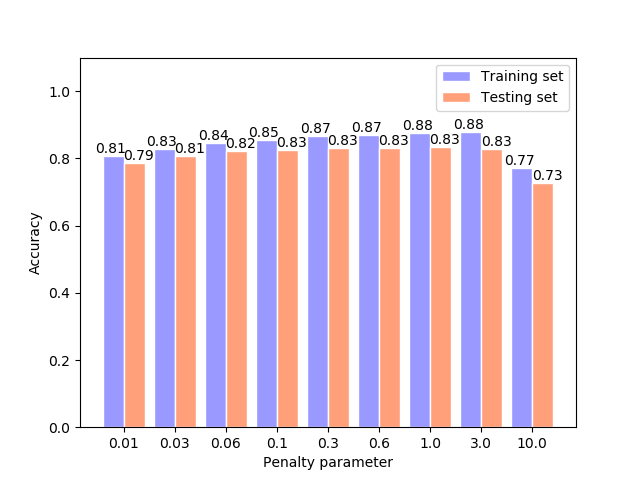 Training set
Testing set
1.0
0.8
0.6
0.4
0.2
0.0
Accuracy
0.81 0.79 0.83 0.81 0.84 0.82 0.85 0.83 0.87 0.83 0.87 0.83 0.88 0.83 0.88 0.83 0.77 0.73
0.01 0.03 0.06 0.1 0.3 0.6 1.0 3.0 10.0
Penalty parameter